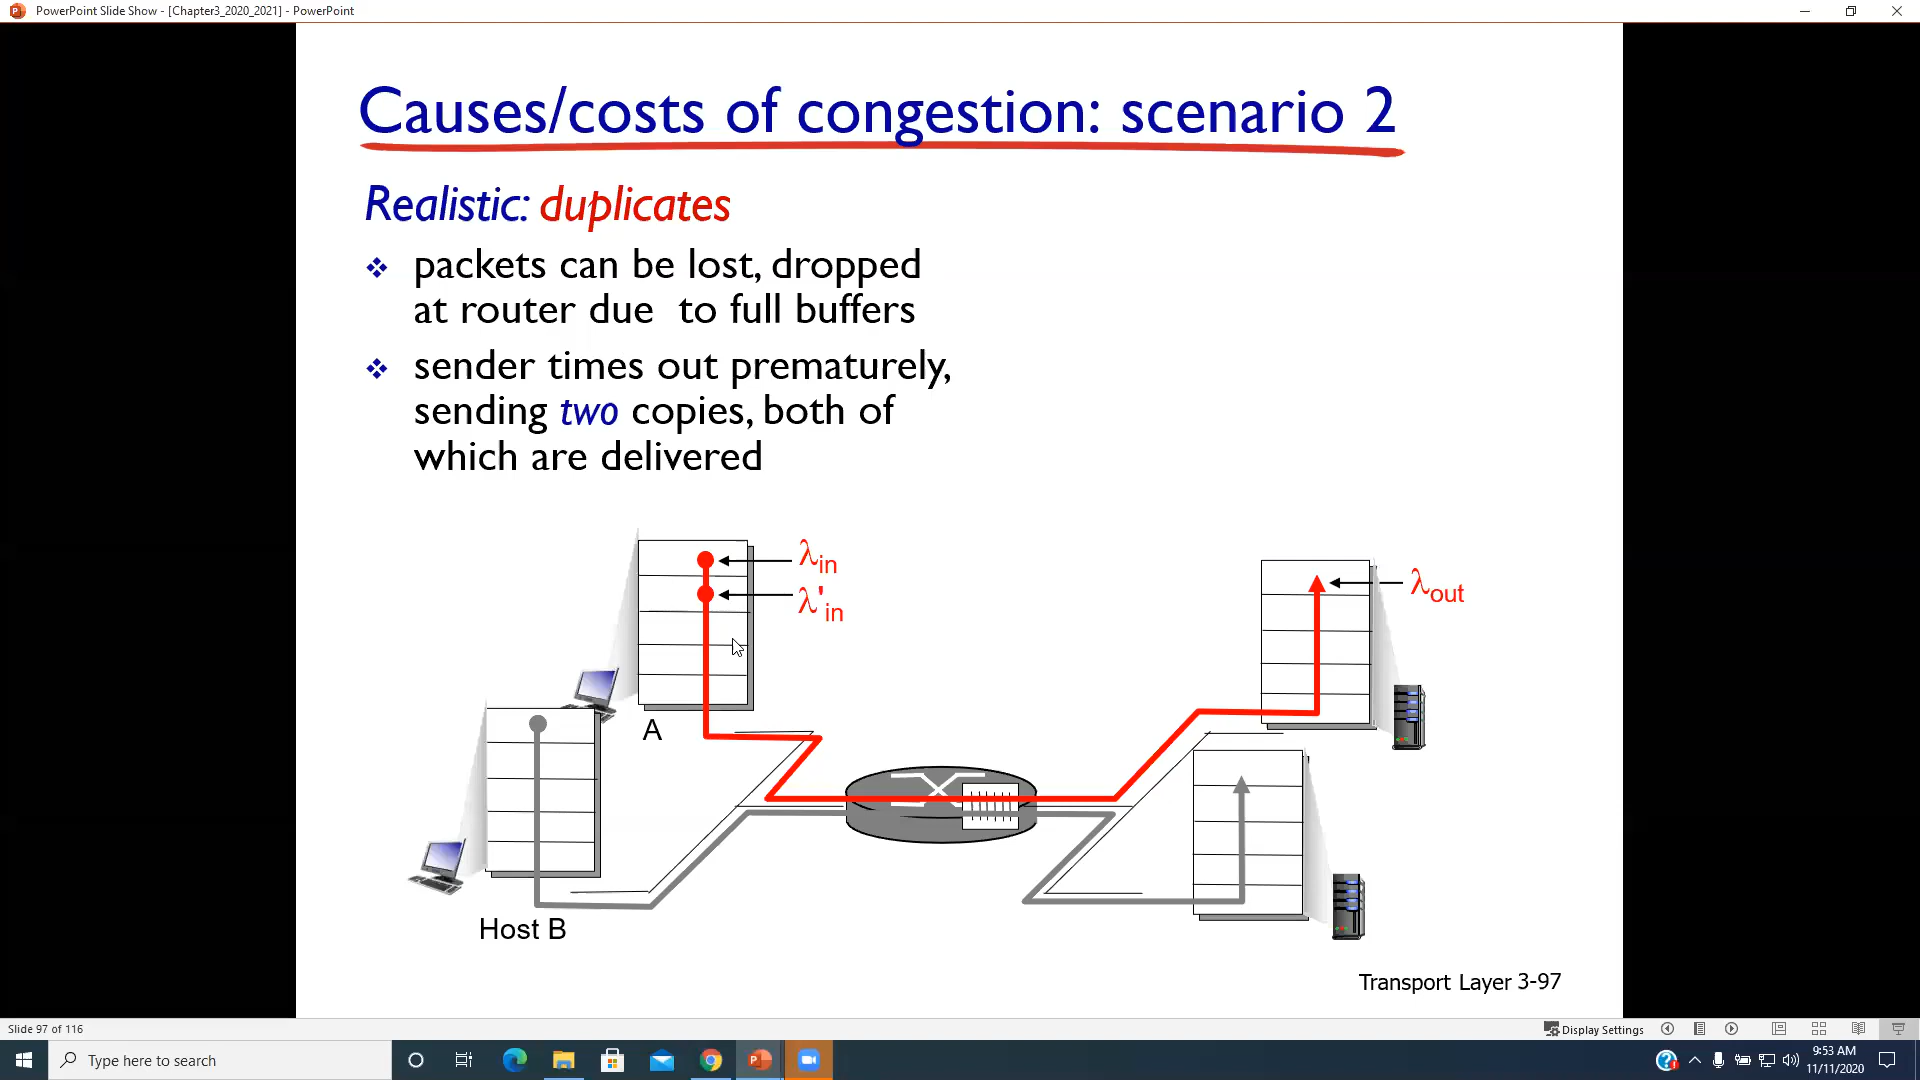 PowerPoint Slide Show - [Chapter3_2020_2021] - PowerPoint
Causes/costs of congestion: scenario 2
Realistic: duplicates
packets can be lost, dropped
at router due to full buffers
sender times out prematurely,
sending two copies, both of
which are delivered
λin
λ'in
λout
A
Host B
Transport Layer 3-97
Slide 97 of 116
Display Settings
Type here to search
9:53 AM
11/11/2020